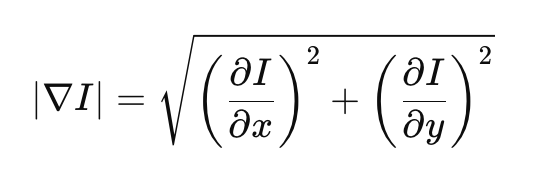 |∇I| = √((∂I/∂x)² + (∂I/∂y)²)